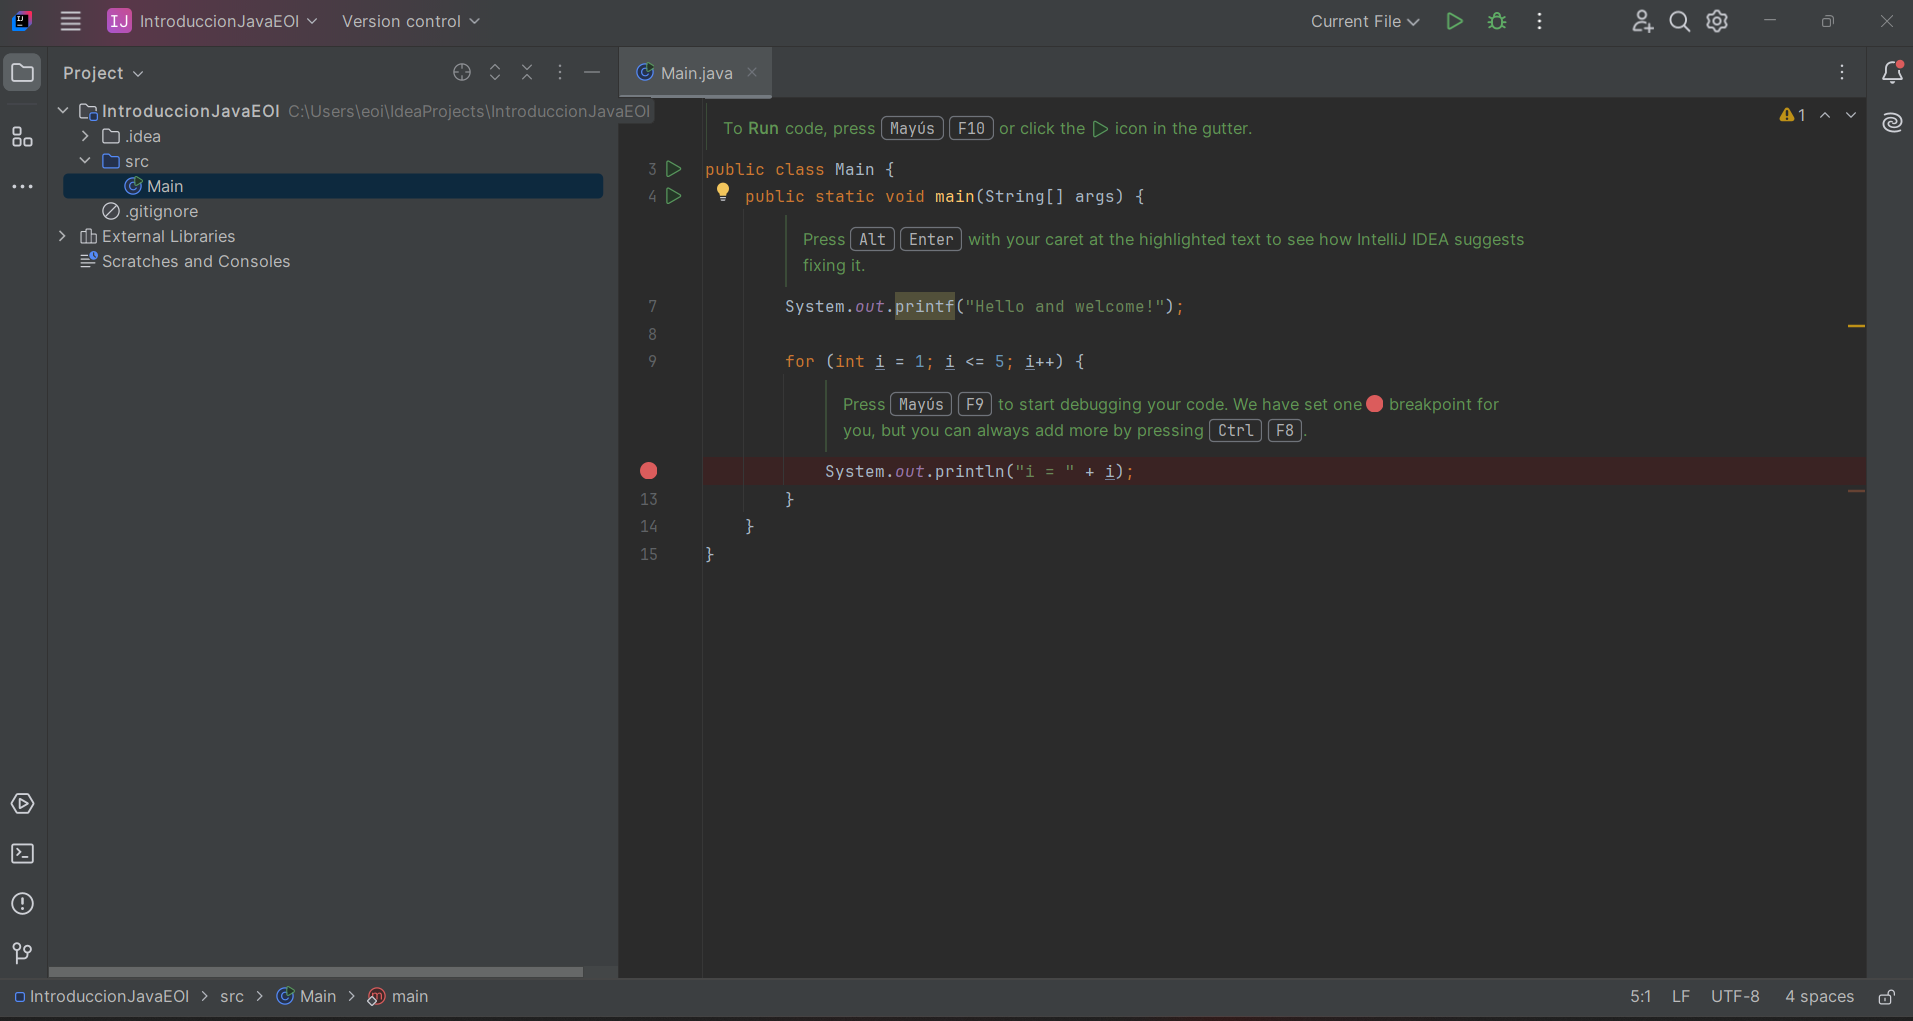 IJ IntroduccionJavaEOI Version control Current File
Project
Main.java
IntroduccionJavaEOI C:\Users\eoi\IdeaProjects\IntroduccionJavaEOI
.idea
src
Main
.gitignore
External Libraries
Scratches and Consoles
1
To Run code, press Mayús F10 or click the icon in the gutter.
3 public class Main {
4 public static void main(String[] args) {
Press Alt Enter with your caret at the highlighted text to see how IntelliJ IDEA suggests
fixing it.
7 System.out.printf("Hello and welcome!");
8
9 for (int i = 1; i <= 5; i++) {
Press Mayús F9 to start debugging your code. We have set one breakpoint for
you, but you can always add more by pressing Ctrl F8.
System.out.println("i = " + i);
13 }
14 }
15 }
IntroduccionJavaEOI > src > Main > main 5:1 LF UTF-8 4 spaces